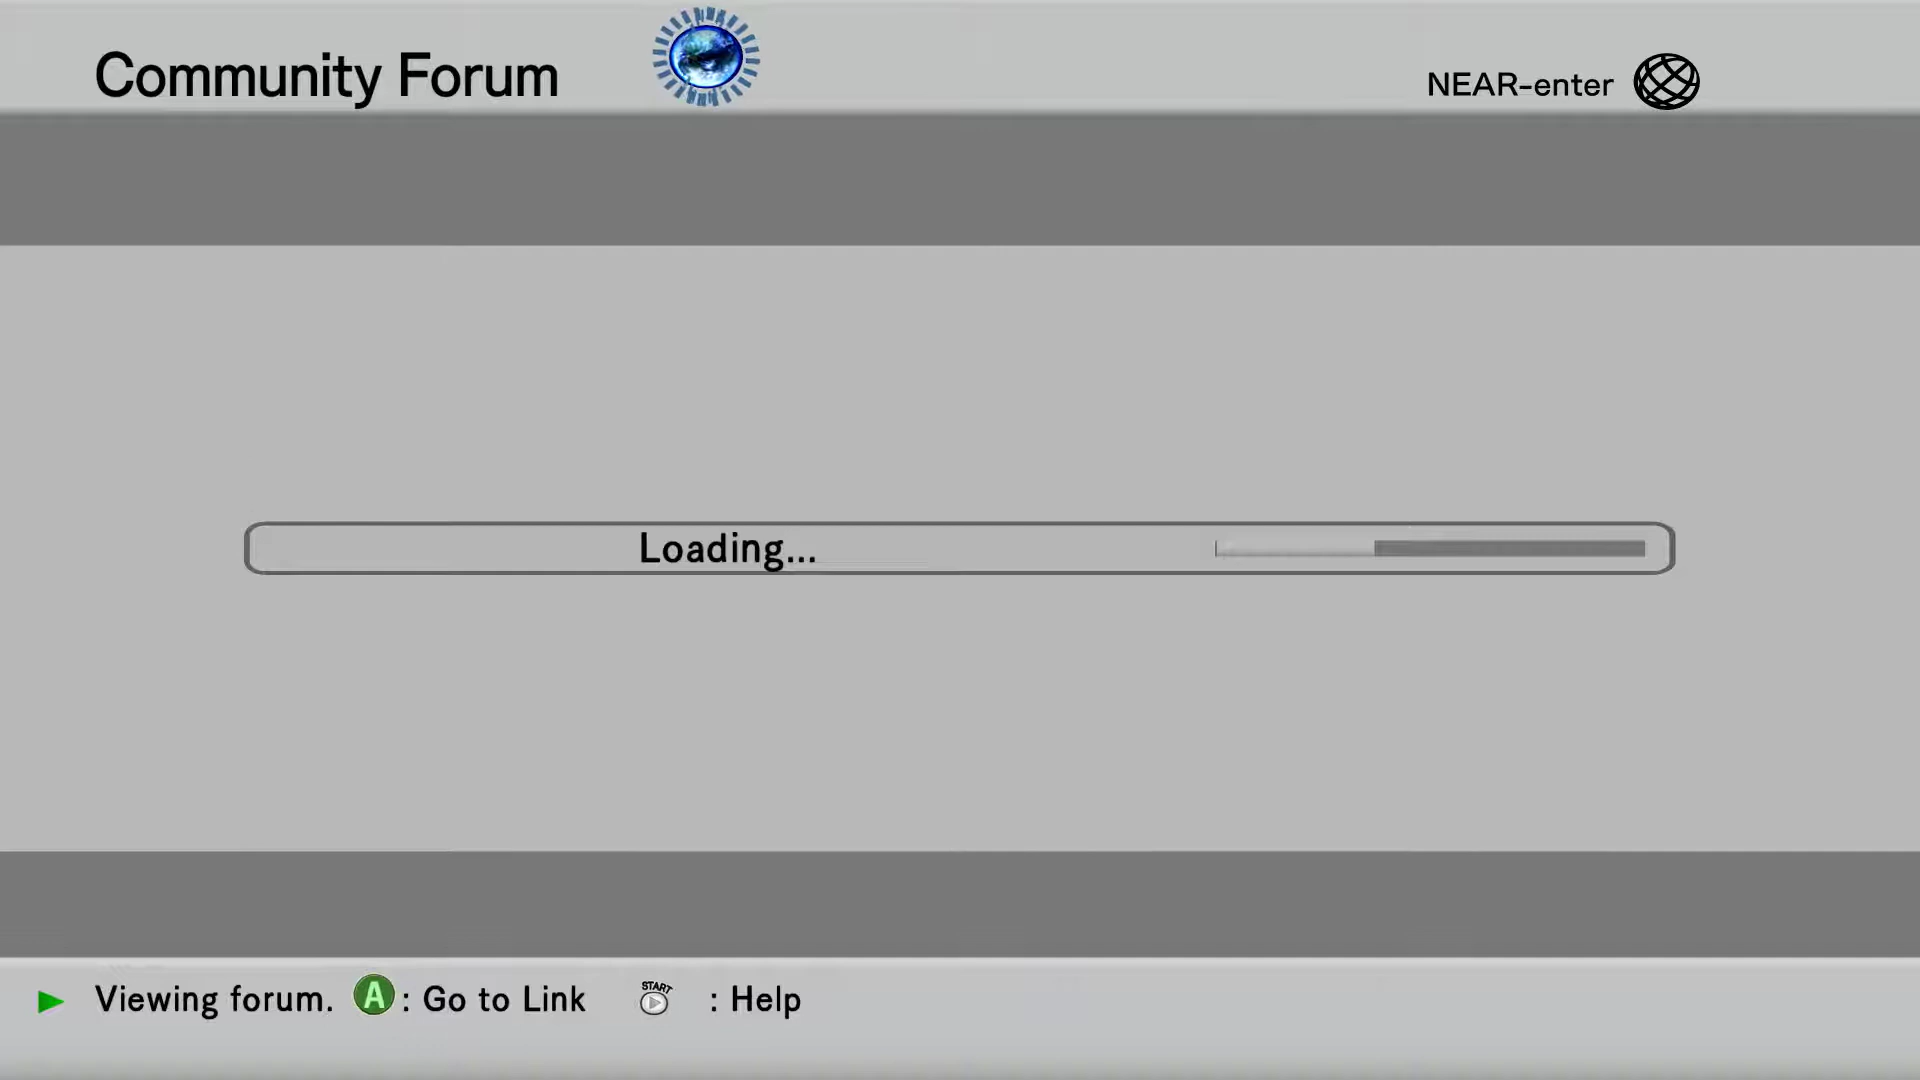 Community Forum
NEAR-enter
Loading...
Viewing forum. A : Go to Link START : Help